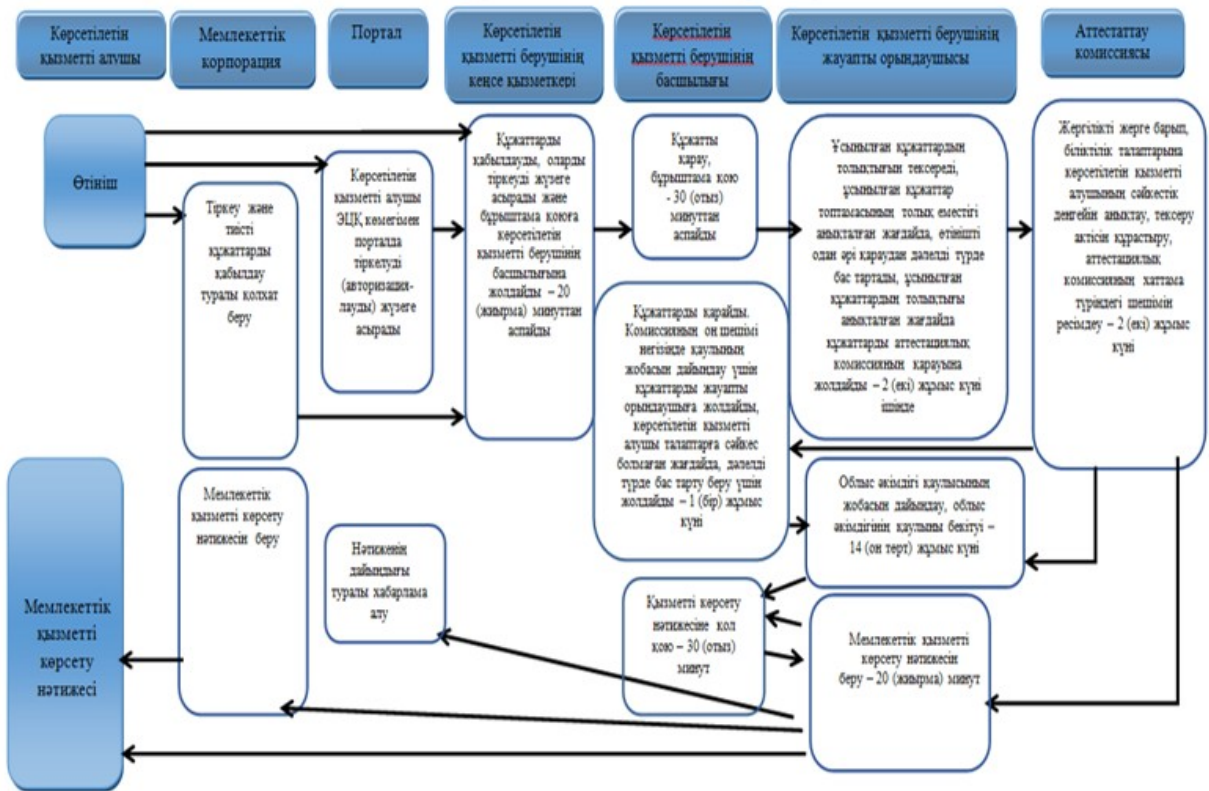 Көрсетілетін
қызметті алушы
Мемлекеттік
корпорация
Портал
Көрсетілетін
қызметті берушінің
кеңсе қызметкері
Көрсетілетін
қызметті берушінің
басшылығы
Көрсетілетін қызметті берушінің
жауапты орындаушысы
Аттестаттау
комиссиясы
Өтініш
Тіркеу және
тиісті
құжаттарды
қабылдау
туралы қолхат
беру
Көрсетілетін
қызметті алушы
ЭЦҚ көмегімен
порталда
тіркелуді
(авторизация-
лауды) жүзеге
асырады
Құжаттарды
қабылдауды, оларды
тіркеуді жүзеге
асырады және
бұрыштама қоюға
көрсетілетін
қызметті берушінің
басшылығына
жолдайды – 20
(жиырма) минуттан
аспайды
Құжатты
қарау,
бұрыштама қою
- 30 (отыз)
минуттан
аспайды
Ұсынылған құжаттардың
толықтығын тексереді,
ұсынылған құжаттар
топтамасының толық еместігі
анықталған жағдайда, өтінішті
одан әрі қараудан дәлелді түрде
бас тартады, ұсынылған
құжаттардың толықтығы
анықталған жағдайда
құжаттарды аттестациялық
комиссияның қарауына
жолдайды – 2 (екі) жұмыс күні
ішінде
Жергілікті жерге барып,
біліктілік талаптарына
көрсетілетін қызметті
алушының сәйкестік
деңгейін анықтау, тексеру
актісін құрастыру,
аттестациялық
комиссияның хаттама
түріндегі шешімін
ресімдеу – 2 (екі) жұмыс
күні
Құжаттарды қарайды.
Комиссияның оң шешімі
негізінде қаулының
жобасын дайындау үшін
құжаттарды жауапты
орындаушыға жолдайды,
көрсетілетін қызметті
алушы талаптарға сәйкес
болмаған жағдайда, дәлелді
түрде бас тарту беру үшін
жолдайды – 1 (бір) жұмыс
күні
Облыс әкімдігі қаулысының
жобасын дайындау, облыс
әкімдігінің қаулыны бекітуі –
14 (он төрт) жұмыс күні
Мемлекеттік
қызметті
көрсету
нәтижесі
Мемлекеттік
қызметті көрсету
нәтижесін беру
Нәтиженің
дайындығы
туралы хабарлама
алу
Қызметті көрсету
нәтижесіне қол
қою – 30 (отыз)
минут
Мемлекеттік қызметті
көрсету нәтижесін
беру – 20 (жиырма) минут